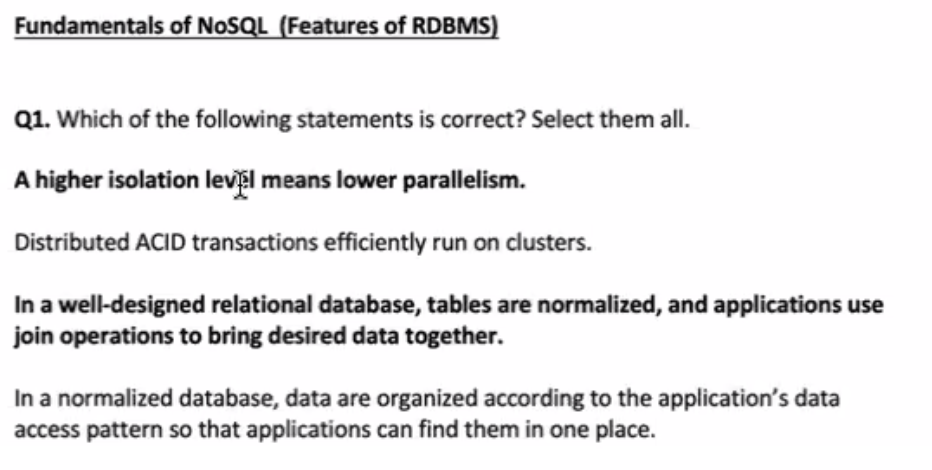 Fundamentals of NoSQL (Features of RDBMS)
Q1. Which of the following statements is correct? Select them all.
A higher isolation level means lower parallelism.
Distributed ACID transactions efficiently run on clusters.
In a well-designed relational database, tables are normalized, and applications use
join operations to bring desired data together.
In a normalized database, data are organized according to the application's data
access pattern so that applications can find them in one place.